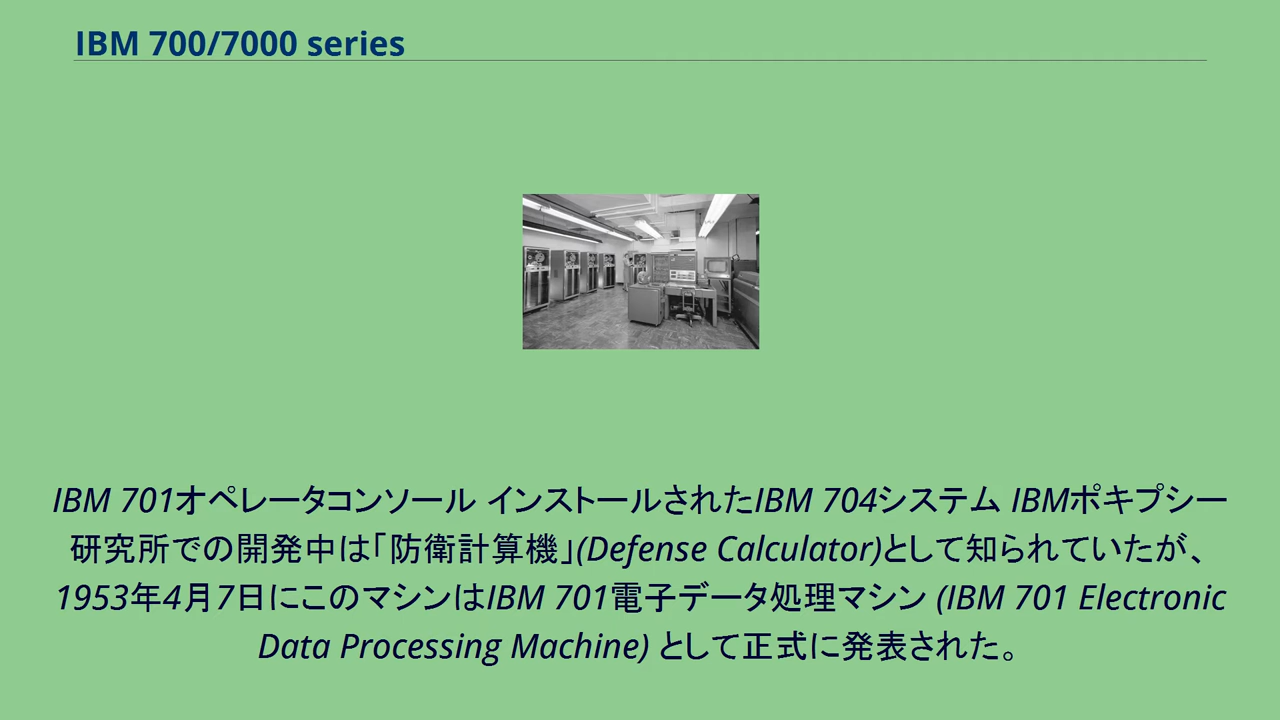 IBM 700/7000 series
IBM 701オペレータコンソール インストールされたIBM 704システム IBMポキプシー
研究所での開発中は「防衛計算機」(Defense Calculator)として知られていたが、
1953年4月7日にこのマシンはIBM 701電子データ処理マシン (IBM 701 Electronic
Data Processing Machine) として正式に発表された。